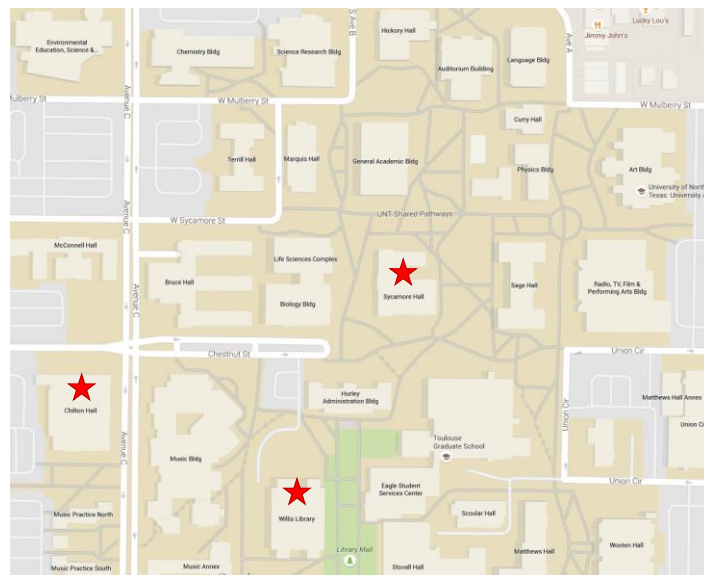 Environmental
Education, Science &...
Chemistry Bldg
Science Research Bldg
S Ave B
Hickory Hall
Auditorium Building
Language Bldg
Ave A
Jimmy John's
Lucky Lou's
Mulberry St
Avenue C
W Mulberry St
W Mulberry St
Terrill Hall
Marquis Hall
General Academic Bldg
Curry Hall
Physics Bldg
Art Bldg
University of North
Texas: University A
Avenue C
W Sycamore St
UNT Shared Pathways
McConnell Hall
Bruce Hall
Life Sciences Complex
Biology Bldg
Sycamore Hall
Sage Hall
Radio, TV, Film &
Performing Arts Bldg
Avenue C
Chestnut St
Union Cir
Chilton Hall
Hurley
Administration Bldg
Matthews Hall Annex
Union Cir
Union Ci
Avenue C
Music Bldg
Toulouse
Graduate School
Eagle Student
Services Center
Union Cir
Music Practice North
Willis Library
Scoular Hall
Music Practice South
Music Annex
Library Mall
Stovall Hall
Matthews Hall
Wooten Hall